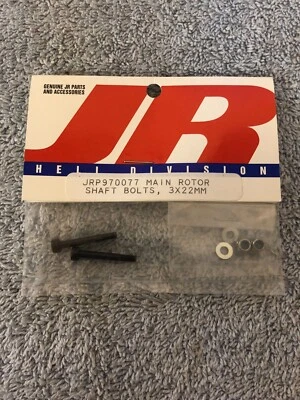 GENUINE JR PARTS
AND ACCESSORIES
JR
HELI DIVISION
JRP970077 MAIN ROTOR
SHAFT BOLTS, 3X22MM